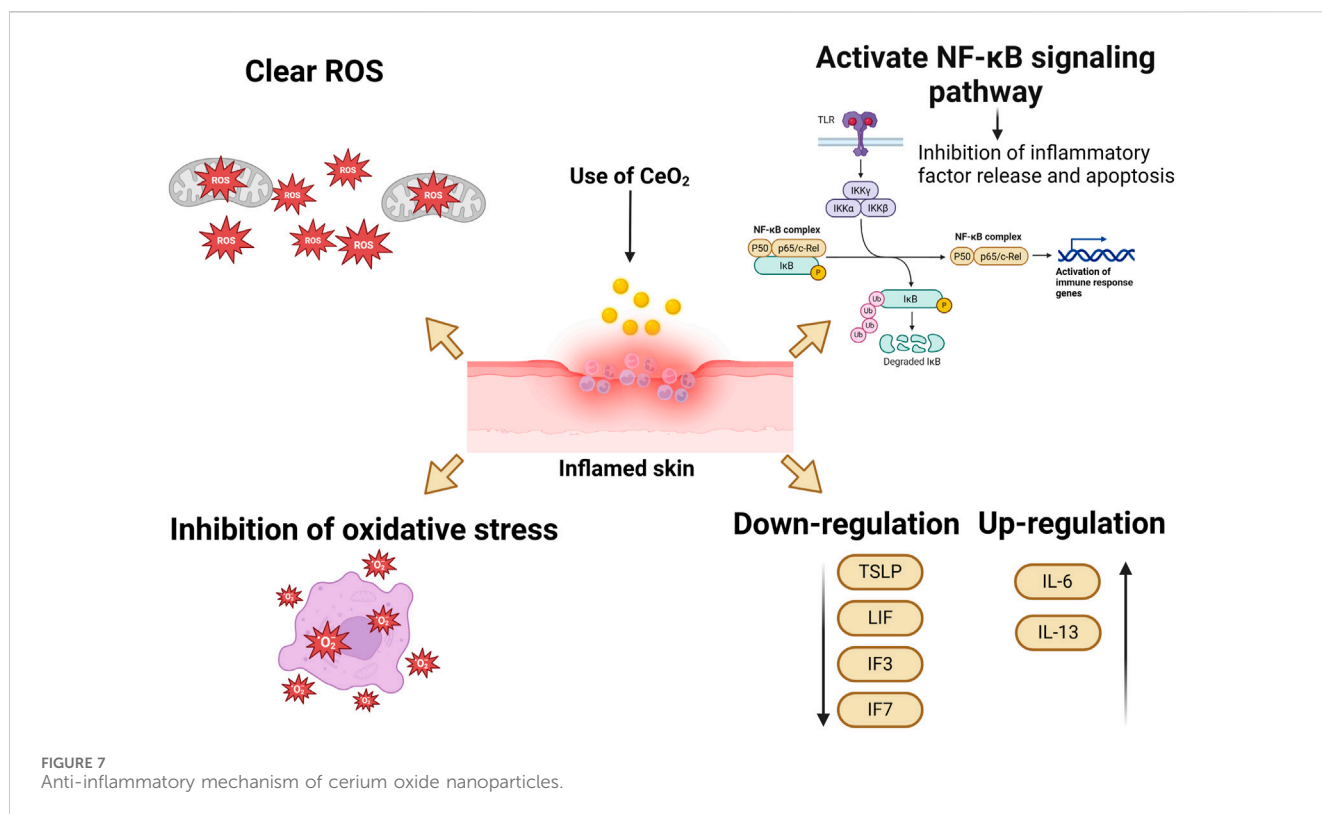 Clear ROS
ROS
ROS
ROS
ROS
ROS
ROS
ROS
Use of CeO₂
Activate NF-κB signaling
pathway
TLR
Inhibition of inflammatory
factor release and apoptosis
IKKγ
IKKα IKKβ
NF-κB complex
P50 p65/c-Rel
IκB
P
NF-κB complex
P50 p65/c-Rel
Activation of
immune response
genes
Ub
IκB
P
Ub
Ub
Ub
Degraded IκB
Inflamed skin
Inhibition of oxidative stress
Down-regulation
TSLP
LIF
IF3
IF7
Up-regulation
IL-6
IL-13
FIGURE 7
Anti-inflammatory mechanism of cerium oxide nanoparticles.